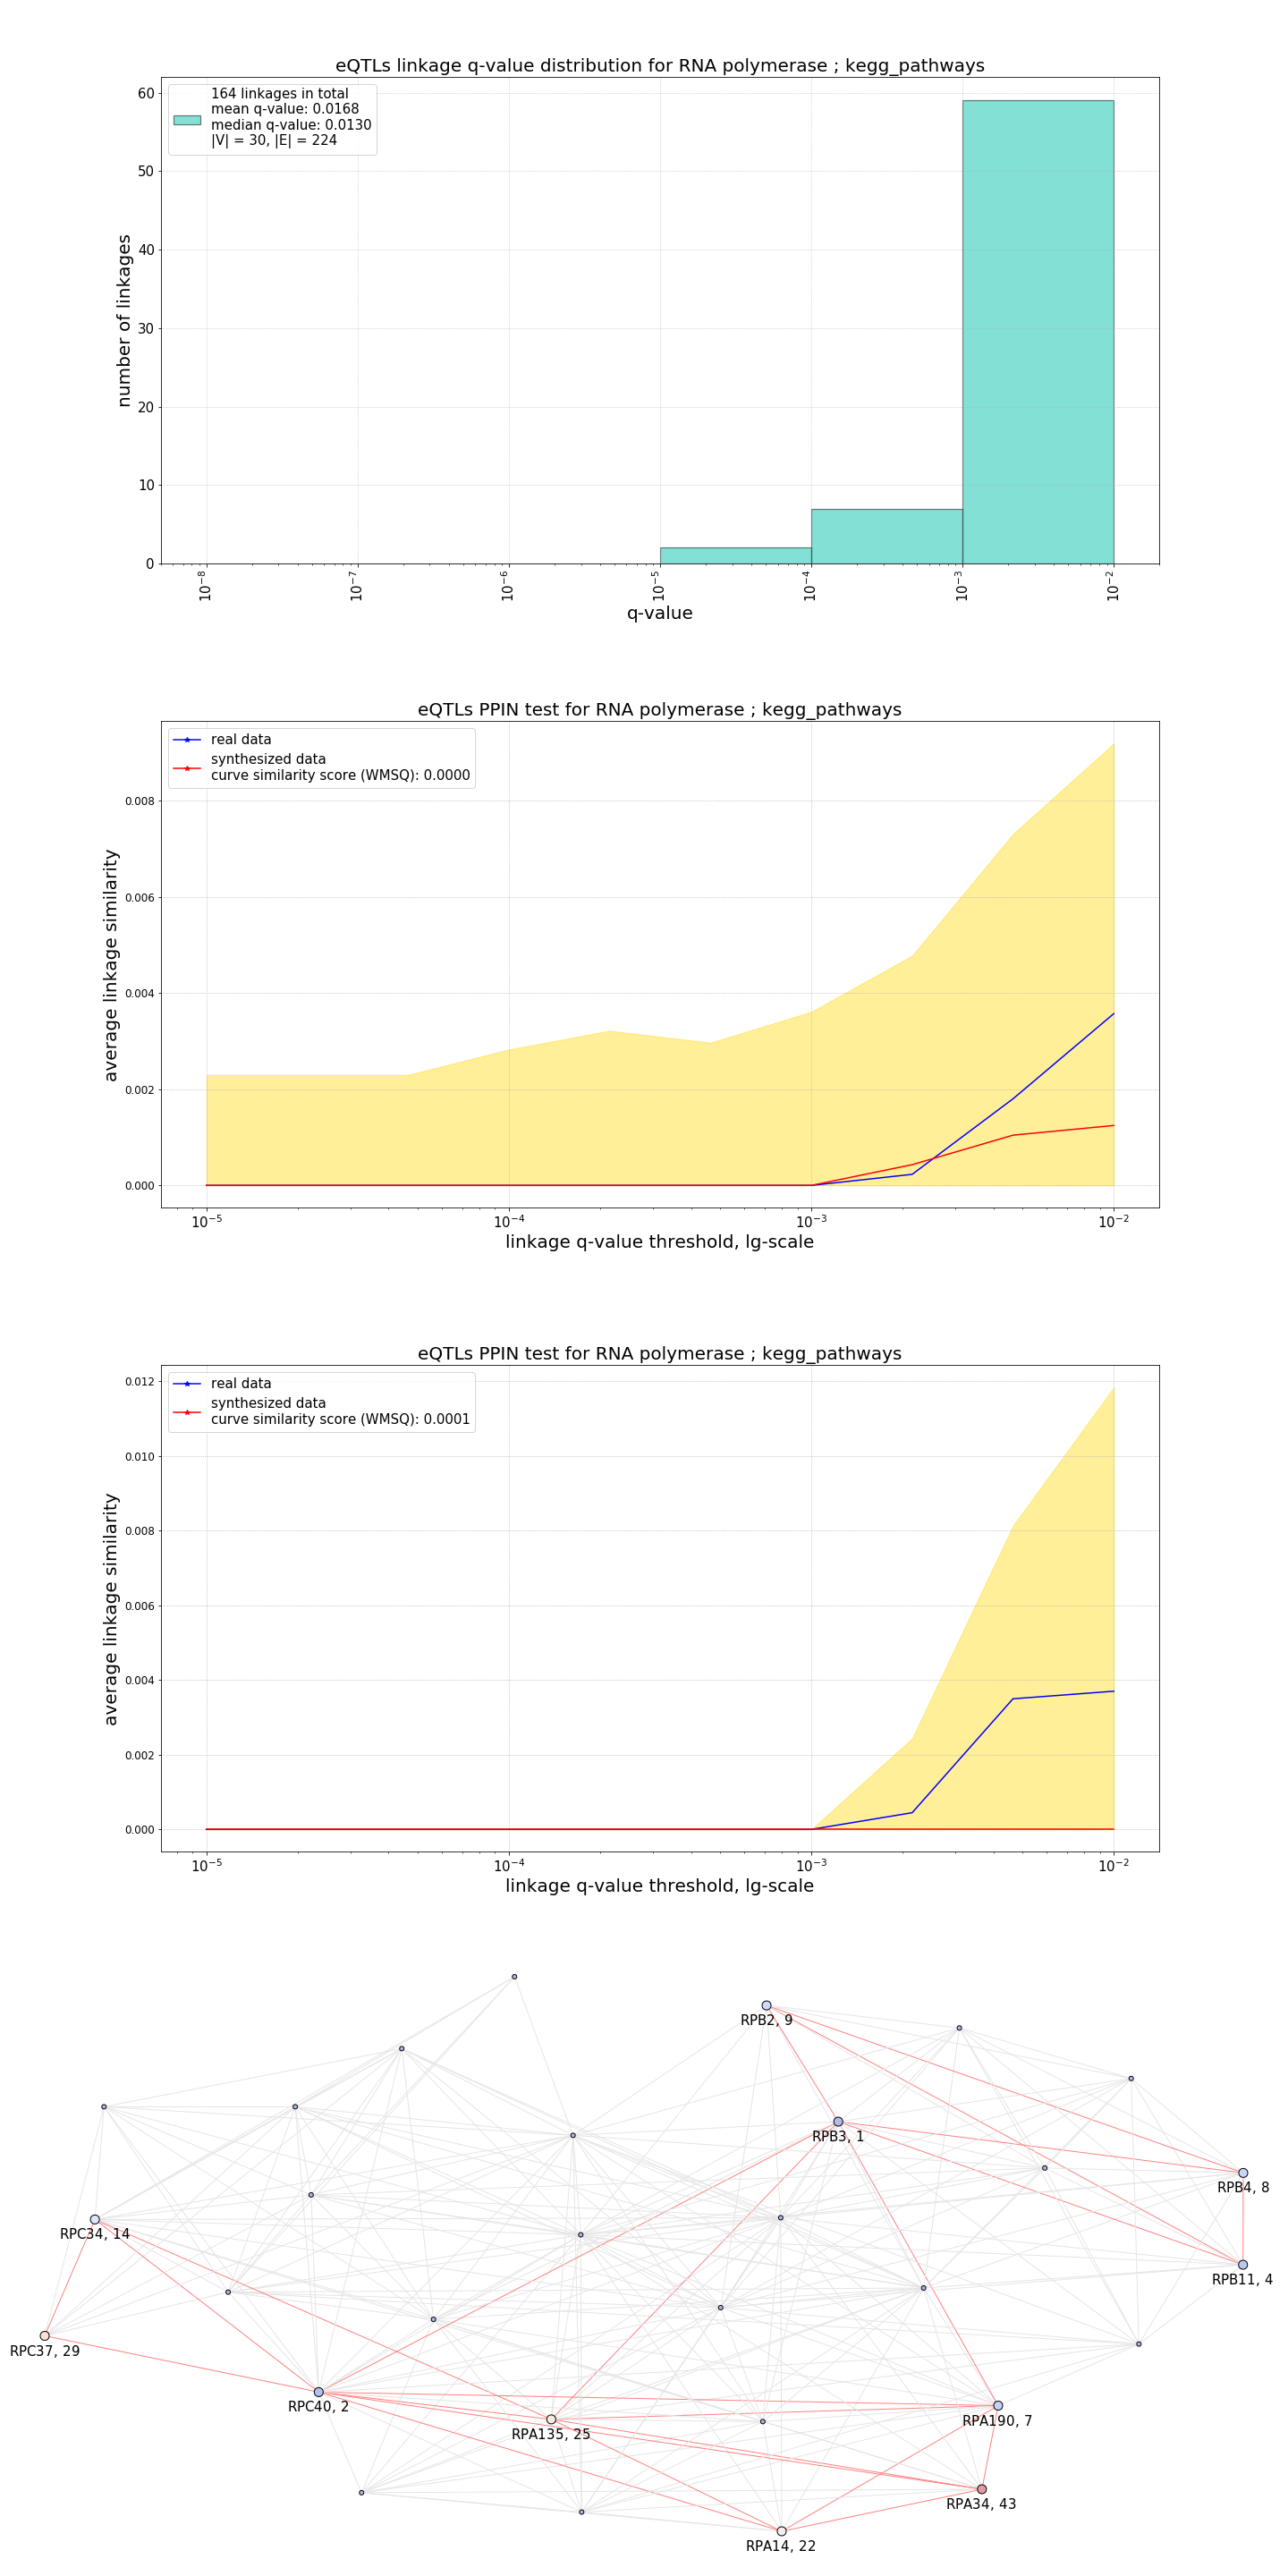 eQTLs linkage q-value distribution for RNA polymerase ; kegg_pathways
164 linkages in total
mean q-value: 0.0168
median q-value: 0.0130
|V| = 30, |E| = 224
number of linkages
60
50
40
30
20
10
0
10⁻⁸ 10⁻⁷ 10⁻⁶ 10⁻⁵ 10⁻⁴ 10⁻³ 10⁻²
q-value
eQTLs PPIN test for RNA polymerase ; kegg_pathways
real data
synthesized data
curve similarity score (WMSQ): 0.0000
average linkage similarity
0.008
0.006
0.004
0.002
0.000
10⁻⁵ 10⁻⁴ 10⁻³ 10⁻²
linkage q-value threshold, lg-scale
eQTLs PPIN test for RNA polymerase ; kegg_pathways
real data
synthesized data
curve similarity score (WMSQ): 0.0001
average linkage similarity
0.012
0.010
0.008
0.006
0.004
0.002
0.000
10⁻⁵ 10⁻⁴ 10⁻³ 10⁻²
linkage q-value threshold, lg-scale
RPB2, 9
RPB3, 1
RPB4, 8
RPC34, 14
RPB11, 4
RPC37, 29
RPC40, 2
RPA135, 25
RPA190, 7
RPA34, 43
RPA14, 22